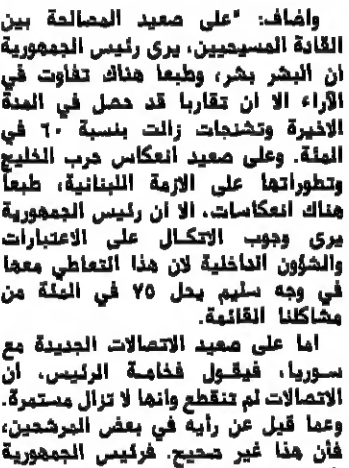 واضاف: "على صعيد المصالحة بين
القادة المسيحيين، يرى رئيس الجمهورية
ان البشر بشر، وطبعا هناك تفاوت في
الآراء الا ان تقاربا قد حصل في المدة
الاخيرة وتشنجات زالت بنسبة ٦٠ في
المئة. وعلى صعيد انعكاس حرب الخليج
وتطوراتها على الازمة اللبنانية، طبعاً
هناك انعكاسات، الا ان رئيس الجمهورية
يرى وجوب الاتكال على الاعتبارات
والشؤون الداخلية لان هذا التعاطي معها
في وجه سليم يحل ٧٥ في المئة من
مشاكلنا القائمة.
اما على صعيد الاتصالات الجديدة مع
سوريا، فيقول فخامة الرئيس، ان
الاتصالات لم تنقطع وانها لا تزال مستمرة.
وعما قيل عن رأيه في بعض المرشحين،
فأن هذا غير صحيح. فرئيس الجمهورية